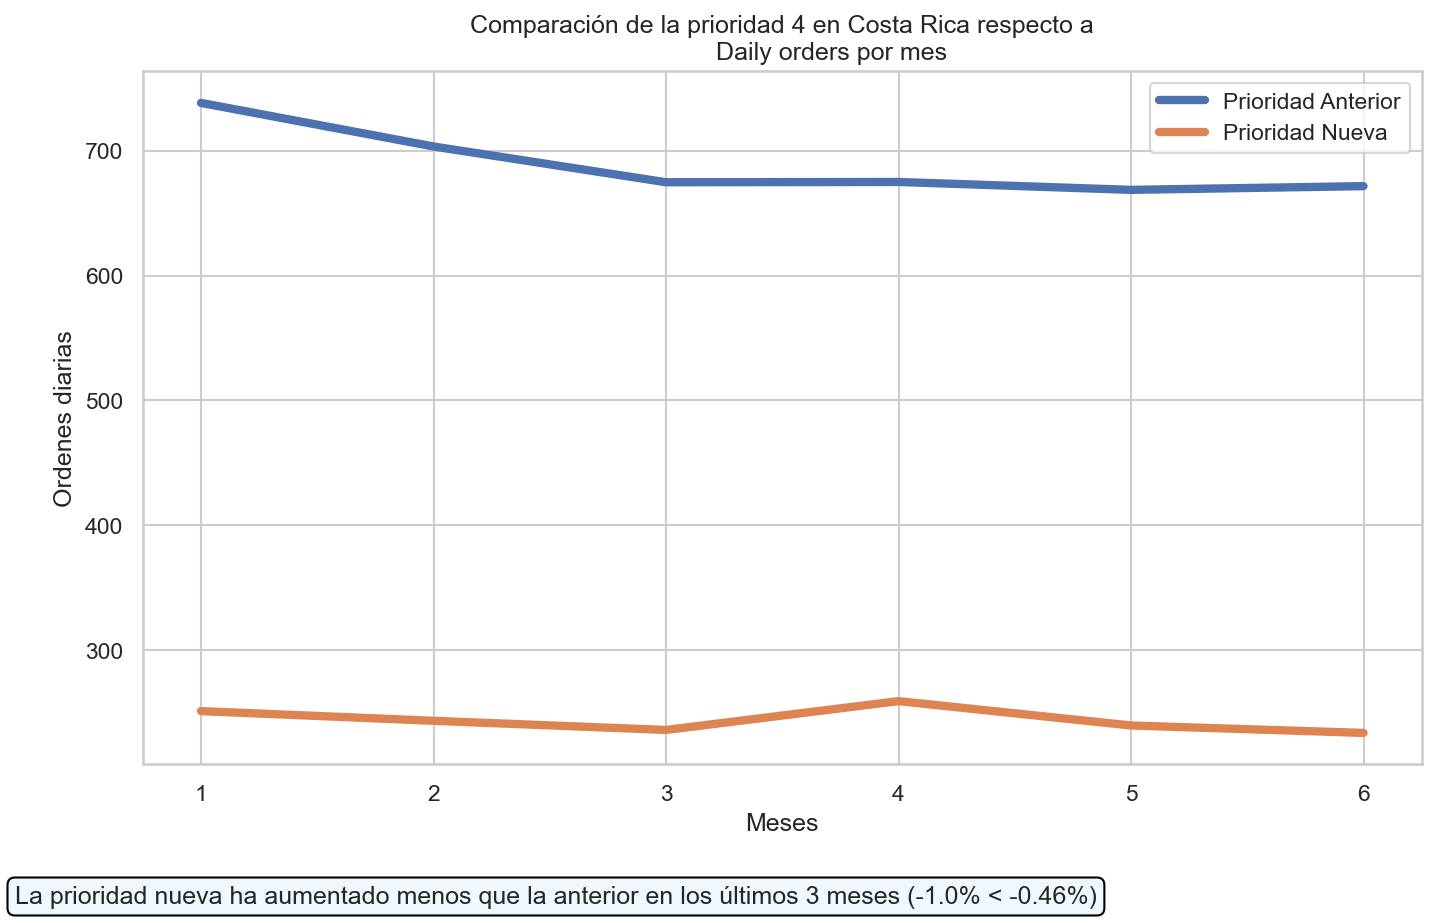 Comparación de la prioridad 4 en Costa Rica respecto a
Daily orders por mes
Prioridad Anterior
Prioridad Nueva
700
600
500
400
300
Ordenes diarias
1 2 3 4 5 6
Meses
La prioridad nueva ha aumentado menos que la anterior en los últimos 3 meses (-1.0% < -0.46%)